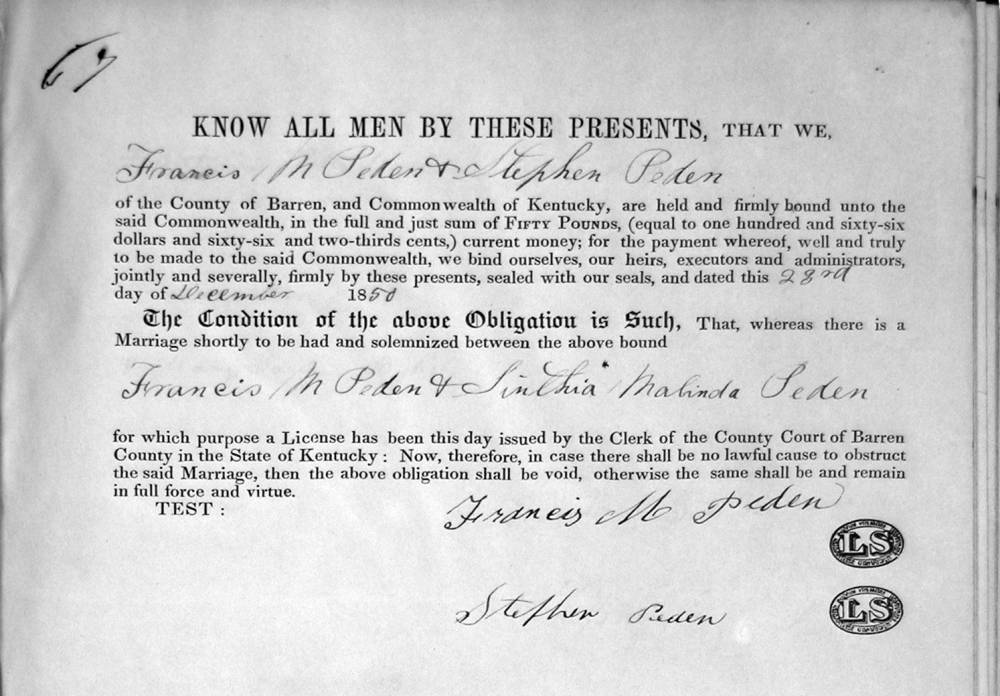 67
KNOW ALL MEN BY THESE PRESENTS, THAT WE,
Francis M Peden & Stephen Peden
of the County of Barren, and Commonwealth of Kentucky, are held and firmly bound unto the
said Commonwealth, in the full and just sum of FIFTY POUNDS, (equal to one hundred and sixty-six
dollars and sixty-six and two-thirds cents,) current money; for the payment whereof, well and truly
to be made to the said Commonwealth, we bind ourselves, our heirs, executors and administrators,
jointly and severally, firmly by these presents, sealed with our seals, and dated this 23rd
day of December 1850
The Condition of the above Obligation is Such, That, whereas there is a
Marriage shortly to be had and solemnized between the above bound
Francis M Peden & Sinthia Malinda Peden
for which purpose a License has been this day issued by the Clerk of the County Court of Barren
County in the State of Kentucky: Now, therefore, in case there shall be no lawful cause to obstruct
the said Marriage, then the above obligation shall be void, otherwise the same shall be and remain
in full force and virtue.
TEST:
Francis M Peden
LS
Stephen Peden
LS